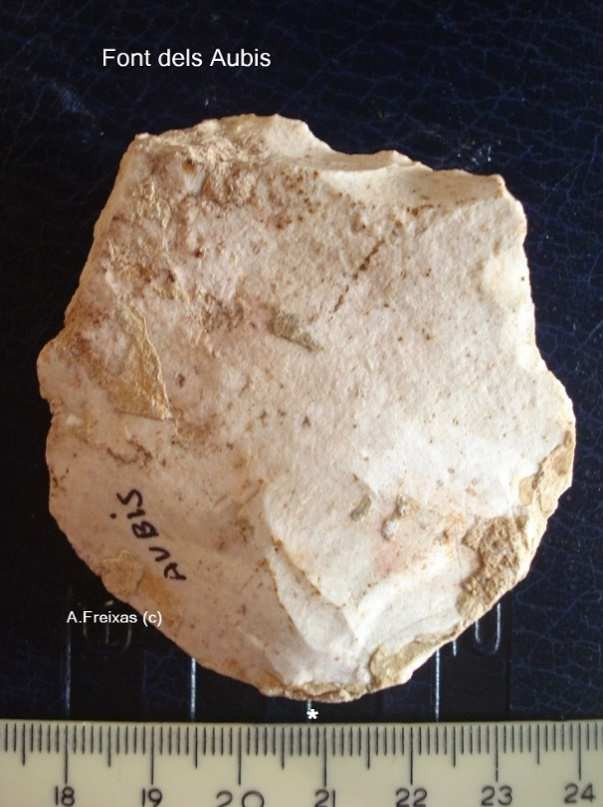 Font dels Aubis
AUBiS
A.Freixas (c)
*
18 19 20 21 22 23 24